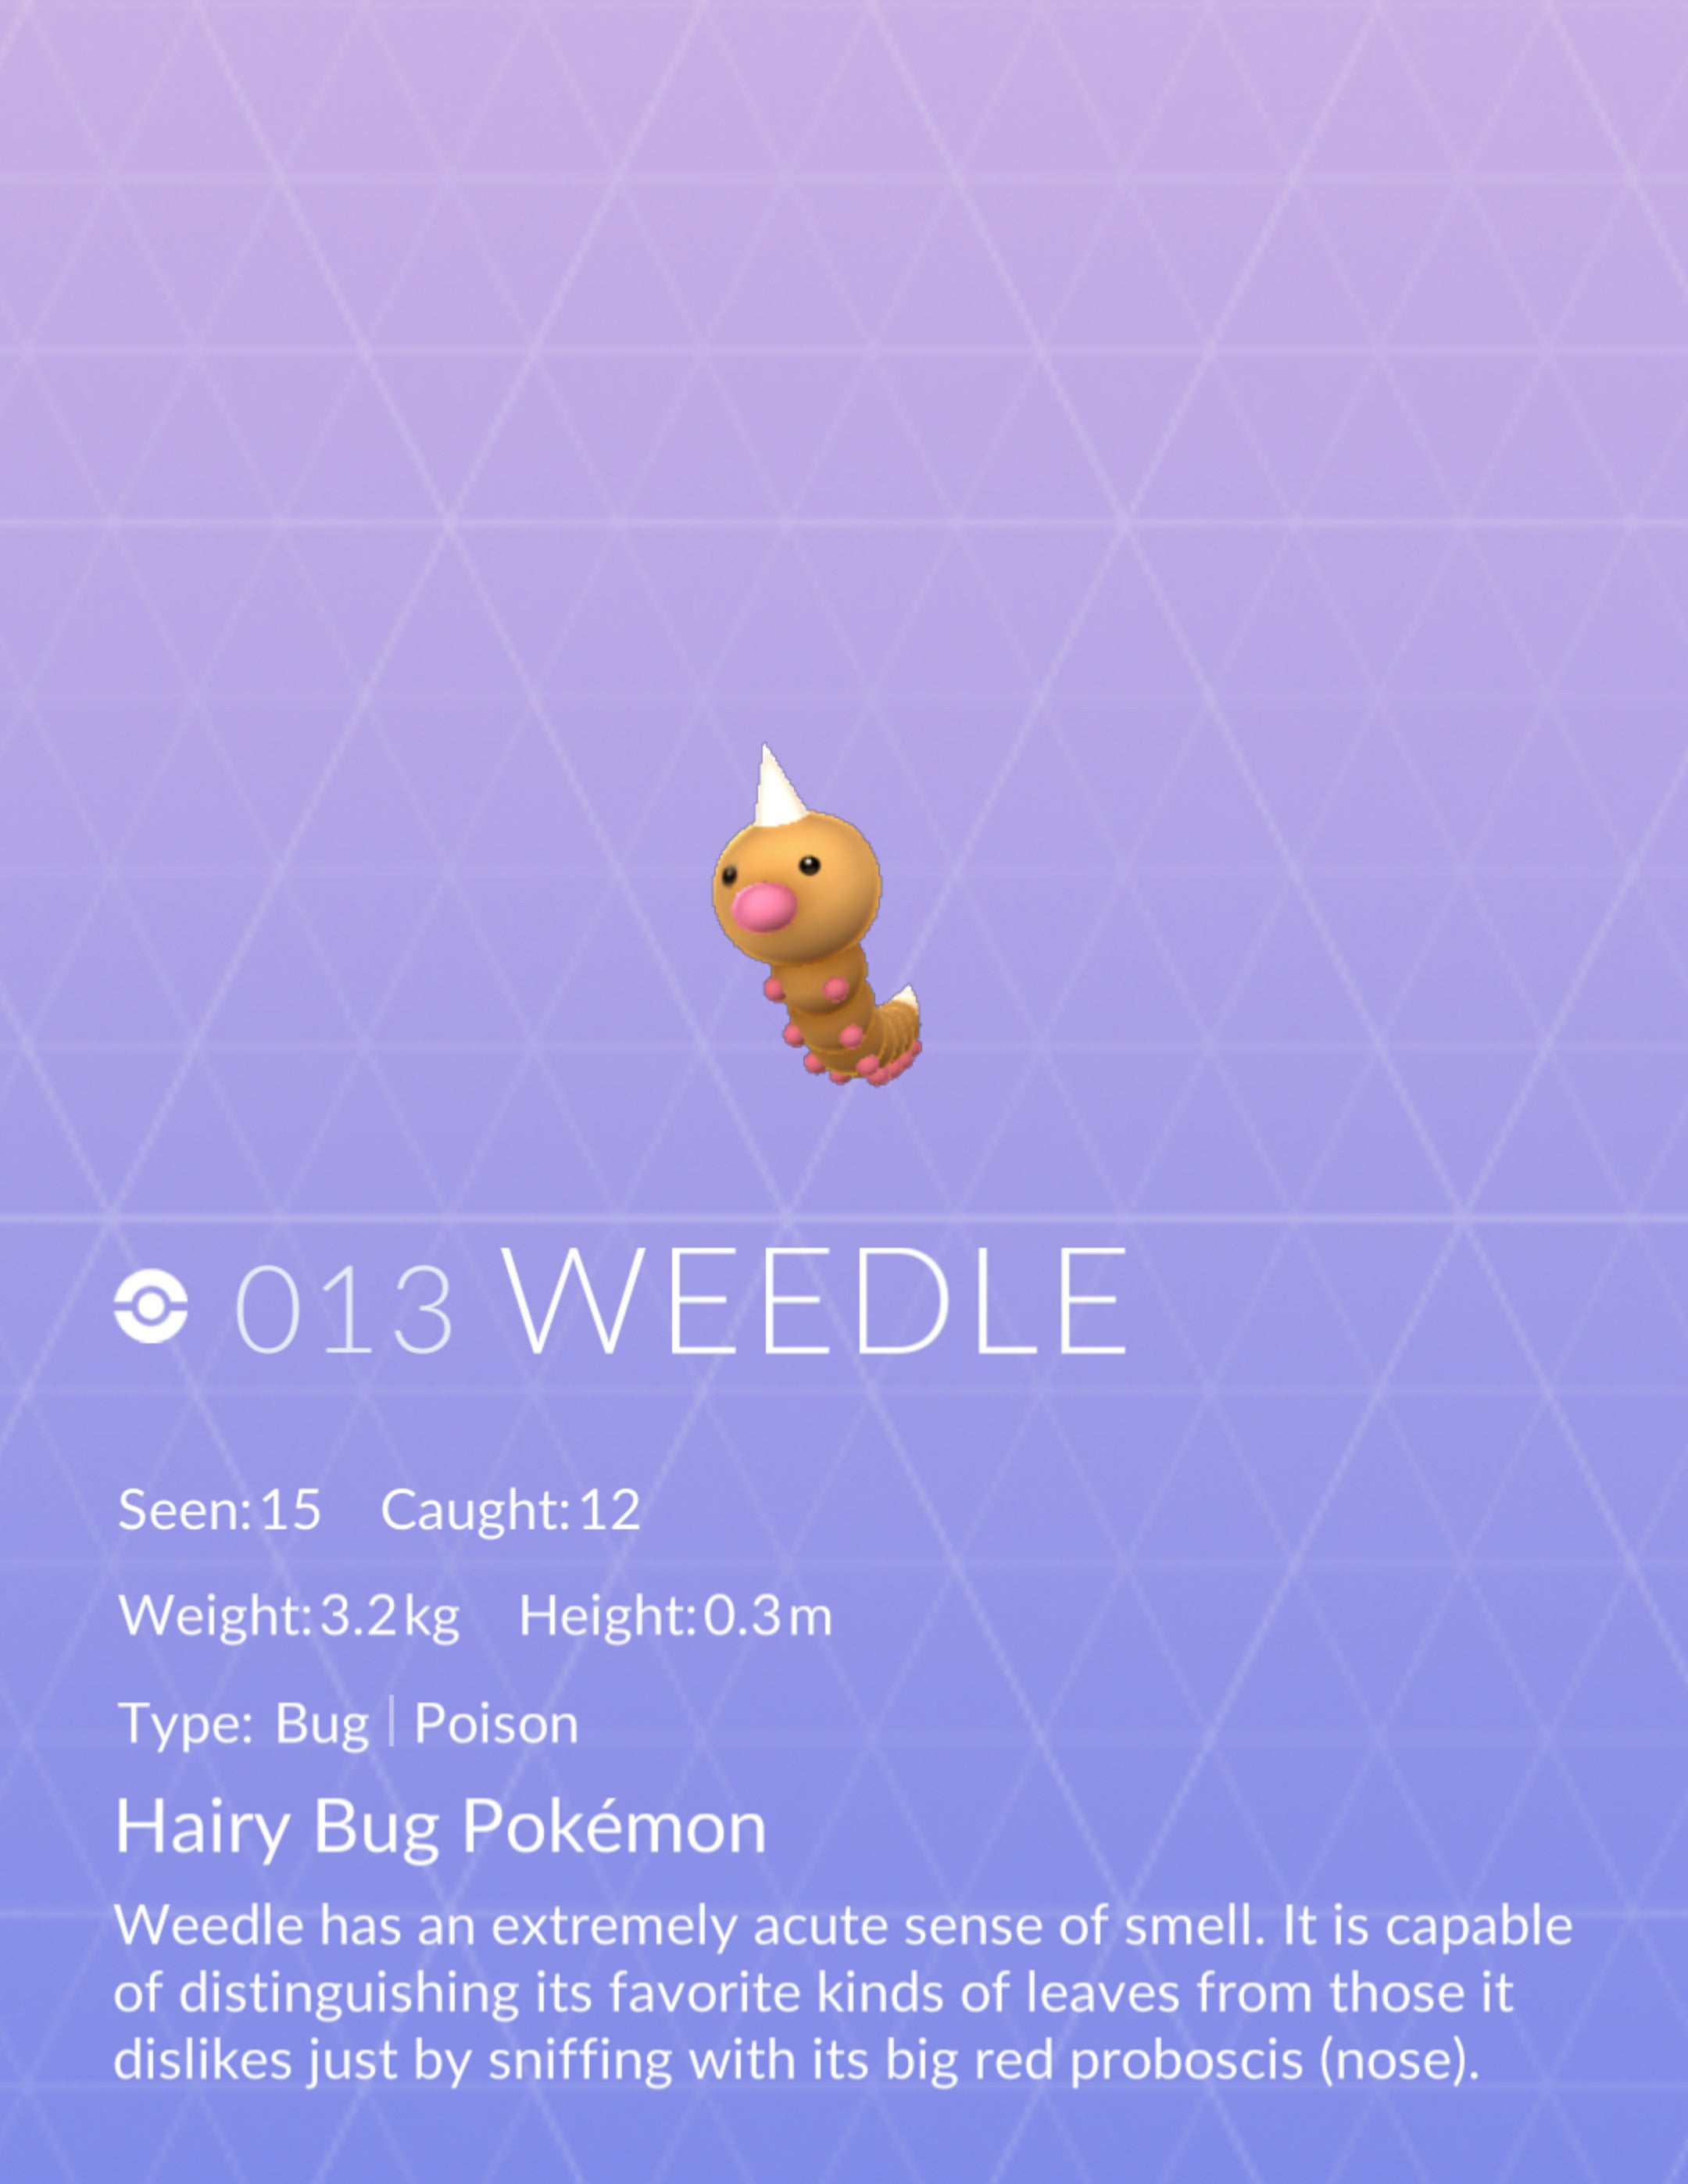 013 WEEDLE
Seen: 15 Caught: 12
Weight: 3.2 kg Height: 0.3 m
Type: Bug | Poison
Hairy Bug Pokémon
Weedle has an extremely acute sense of smell. It is capable
of distinguishing its favorite kinds of leaves from those it
dislikes just by sniffing with its big red proboscis (nose).